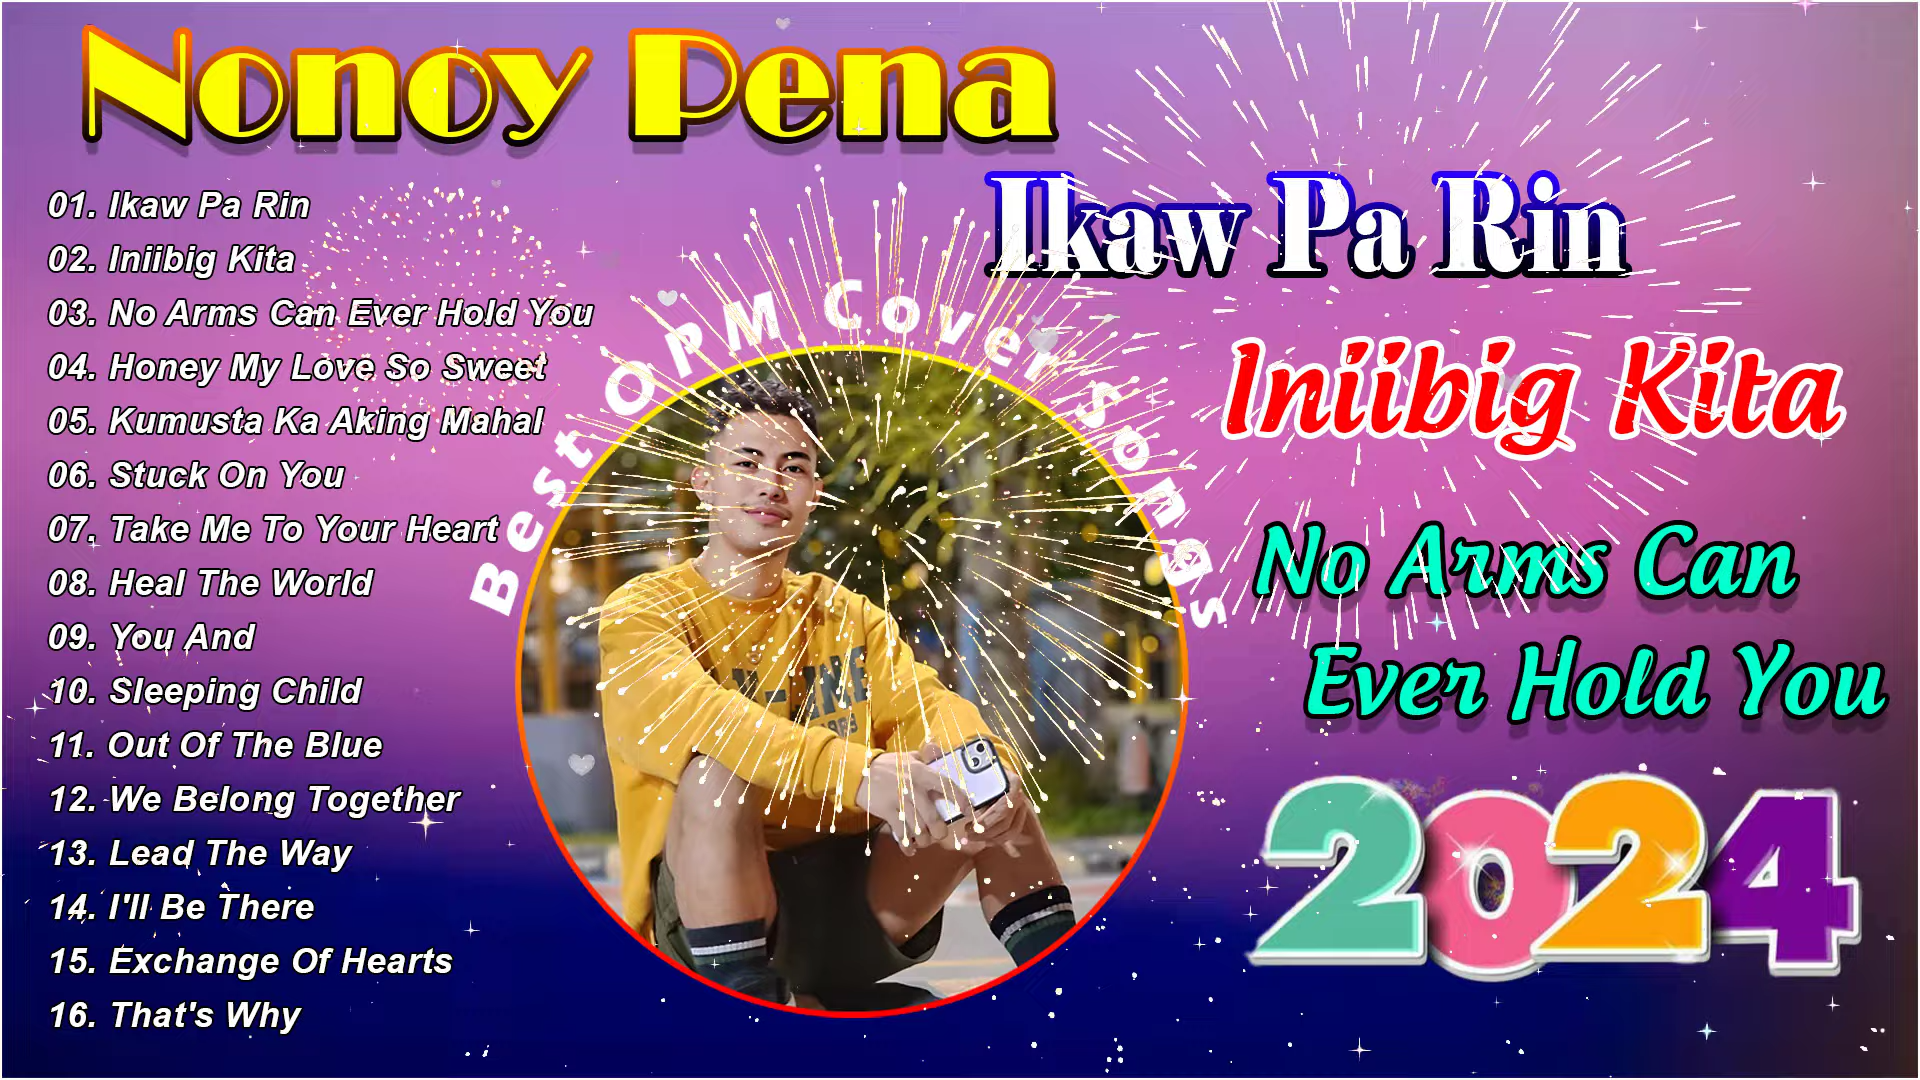 Nonoy Pena
01. Ikaw Pa Rin
02. Iniibig Kita
03. No Arms Can Ever Hold You
04. Honey My Love So Sweet
05. Kumusta Ka Aking Mahal
06. Stuck On You
07. Take Me To Your Heart
08. Heal The World
09. You And
10. Sleeping Child
11. Out Of The Blue
12. We Belong Together
13. Lead The Way
14. I'll Be There
15. Exchange Of Hearts
16. That's Why
Best OPM Cover Songs
Ikaw Pa Rin
Iniibig Kita
No Arms Can
Ever Hold You
2024